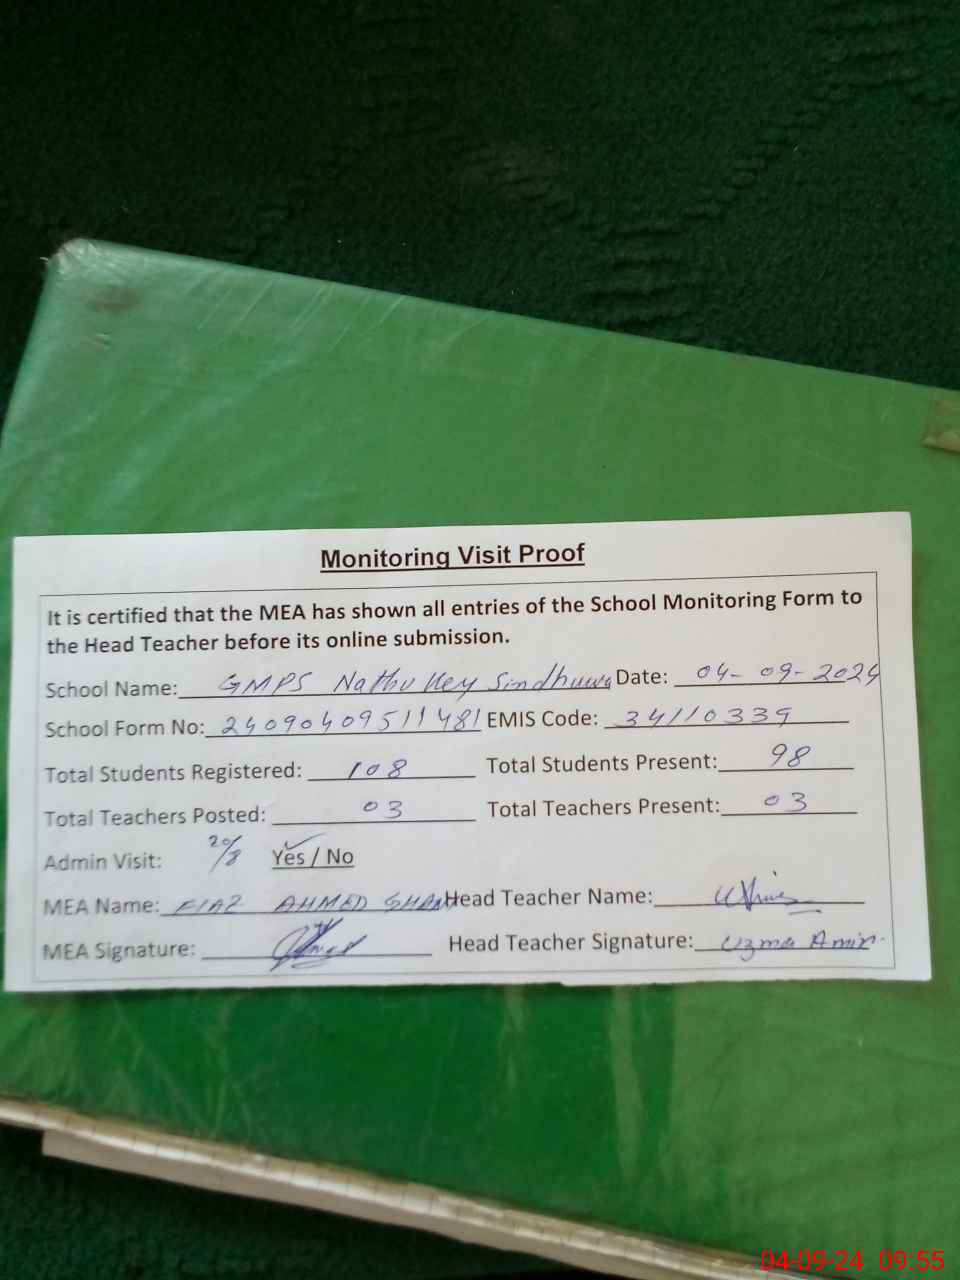 Monitoring Visit Proof
It is certified that the MEA has shown all entries of the School Monitoring Form to
the Head Teacher before its online submission.
School Name: GMPS Nathu Key Sindhuwa Date: 04-09-2024
School Form No: 24090409511481 EMIS Code: 34110339
Total Students Registered: 108 Total Students Present: 98
Total Teachers Posted: 03 Total Teachers Present: 03
Admin Visit: 20/8 Yes / No
MEA Name: FIAZ AHMED Head Teacher Name:
MEA Signature: Head Teacher Signature: Uzma Amin.
04-09-24 09:55